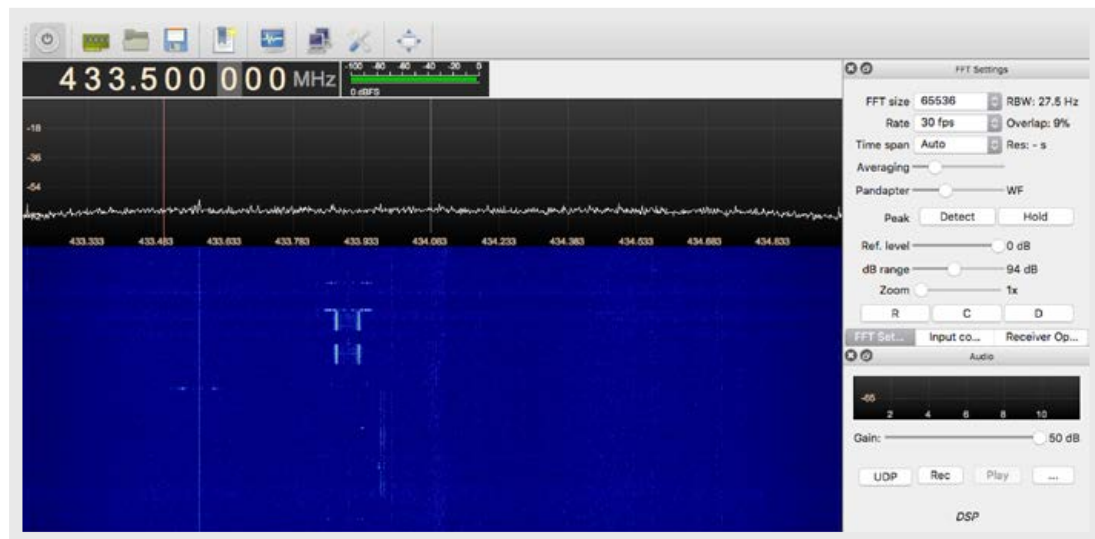 433.500 000 MHz
-100 -80 -60 -40 -20 0
0 dBFS
-18
-36
-54
-72
433.333 433.483 433.633 433.783 433.933 434.083 434.233 434.383 434.533 434.683 434.833
FFT Settings
FFT size 65536 RBW: 27.5 Hz
Rate 30 fps Overlap: 9%
Time span Auto Res: - s
Averaging
Pandapter WF
Peak Detect Hold
Ref. level 0 dB
dB range 94 dB
Zoom 1x
R C D
FFT Set... Input co... Receiver Op...
Audio
2 4 6 8 10
Gain: 50 dB
UDP Rec Play ...
DSP